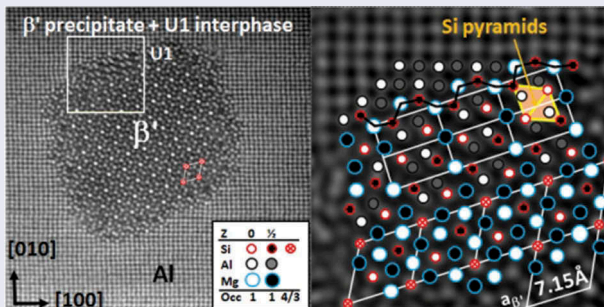 β' precipitate + U1 interphase
U1
β'
[010]
Al
[100]
Z 0 ½
Si
Al
Mg
Occ 1 1 4/3
Si pyramids
aβ' 7.15Å